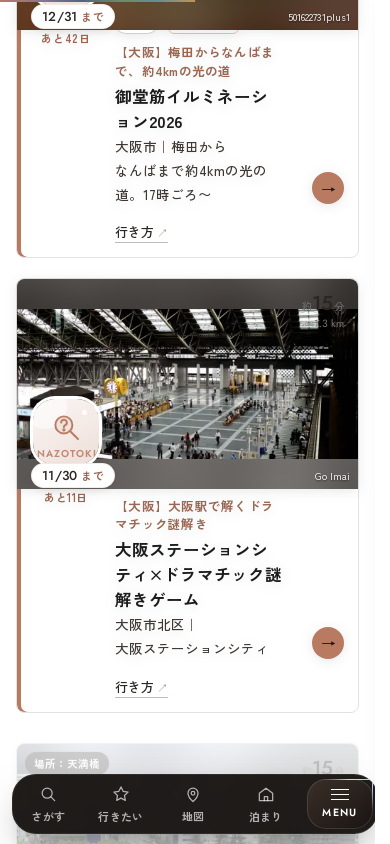 12/31 まで
501622731plus1
あと42日
【大阪】梅田からなんばま
で、約4kmの光の道
御堂筋イルミネーシ
ョン2026
大阪市｜梅田から
なんばまで約4kmの光の
道。17時ごろ〜
→
行き方 ↗
約15分
3 km
NAZOTOKI
11/30 まで
Go Imai
あと11日
【大阪】大阪駅で解くドラ
マチック謎解き
大阪ステーションシ
ティ×ドラマチック謎
解きゲーム
大阪市北区｜
大阪ステーションシティ
→
行き方 ↗
場所：天満橋
15
さがす
行きたい
地図
泊まり
MENU